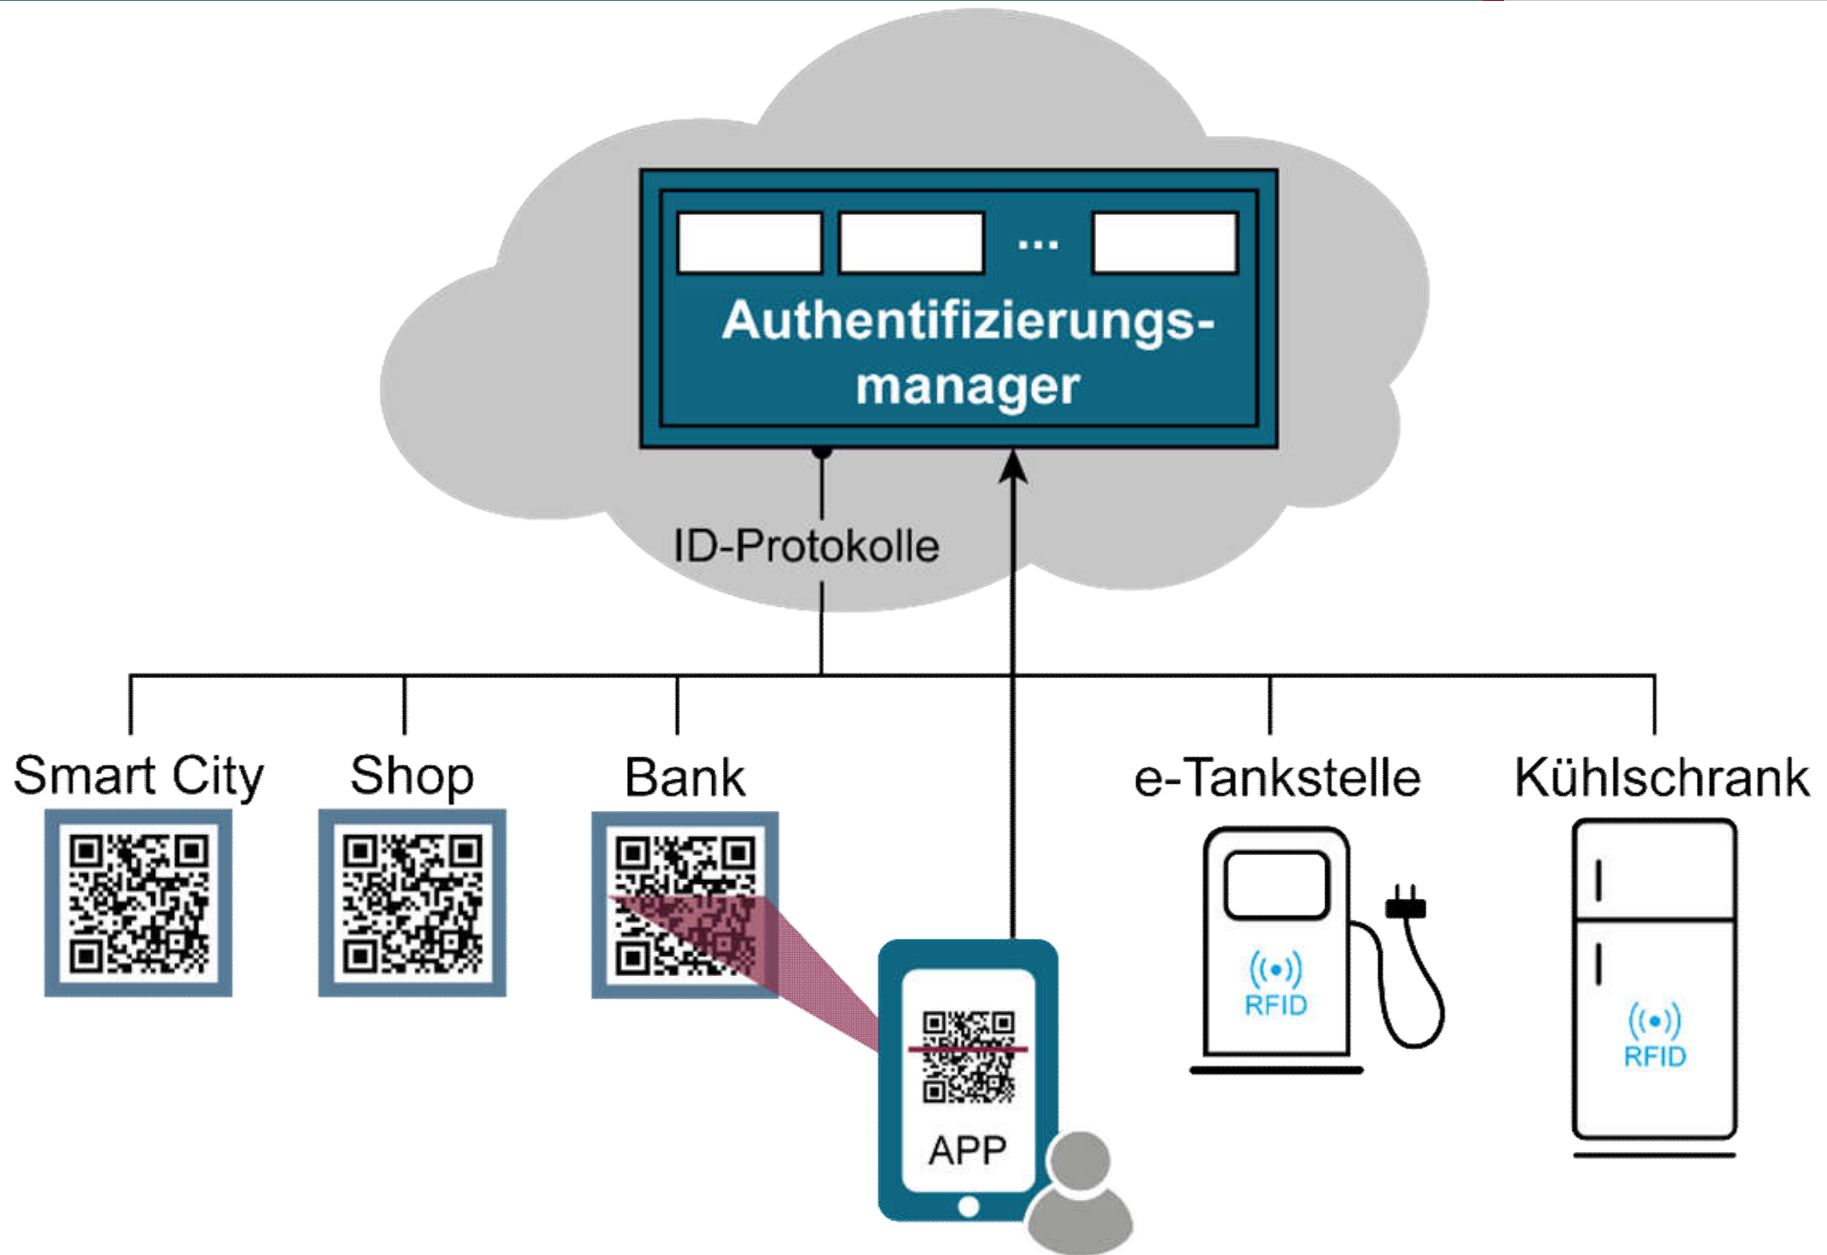 ...
Authentifizierungs-
manager
ID-Protokolle
Smart City
Shop
Bank
e-Tankstelle
Kühlschrank
RFID
RFID
APP